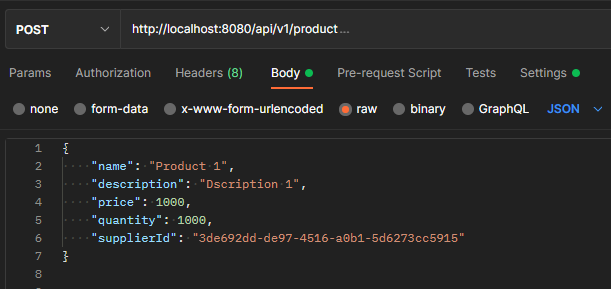 POST http://localhost:8080/api/v1/product ...
Params Authorization Headers (8) Body Pre-request Script Tests Settings
none form-data x-www-form-urlencoded raw binary GraphQL JSON
1 {
2 "name": "Product 1",
3 "description": "Dscription 1",
4 "price": 1000,
5 "quantity": 1000,
6 "supplierId": "3de692dd-de97-4516-a0b1-5d6273cc5915"
7 }
8